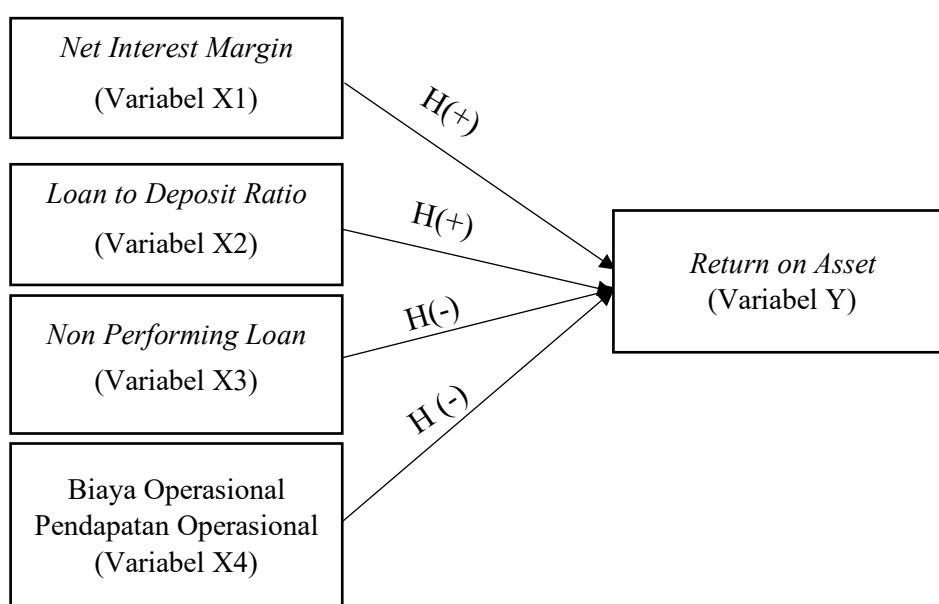 Net Interest Margin
(Variabel X1)
H(+)
Loan to Deposit Ratio
(Variabel X2)
H(+)
Return on Asset
(Variabel Y)
Non Performing Loan
(Variabel X3)
H(-)
Biaya Operasional
Pendapatan Operasional
(Variabel X4)
H (-)